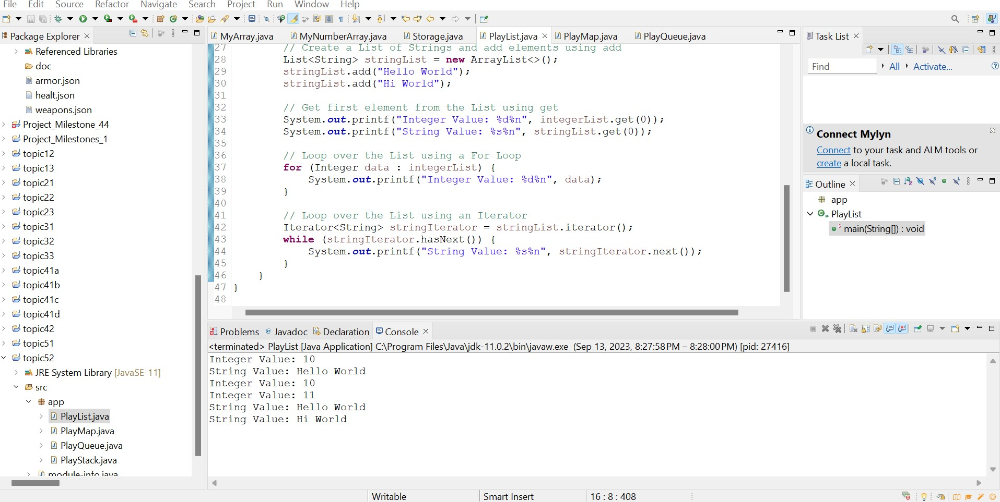 File Edit Source Refactor Navigate Search Project Run Window Help
Package Explorer
Referenced Libraries
doc
armor.json
healt.json
weapons.json
Project_Milestone_44
Project_Milestones_1
topic12
topic13
topic21
topic22
topic23
topic31
topic32
topic33
topic41a
topic41b
topic41c
topic41d
topic42
topic51
topic52
JRE System Library [JavaSE-11]
src
app
PlayList.java
PlayMap.java
PlayQueue.java
PlayStack.java
module-info.java
MyArray.java MyNumberArray.java Storage.java PlayList.java PlayMap.java PlayQueue.java
27 // Create a List of Strings and add elements using add
28 List<String> stringList = new ArrayList<>();
29 stringList.add("Hello World");
30 stringList.add("Hi World");
31
32 // Get first element from the List using get
33 System.out.printf("Integer Value: %d%n", integerList.get(0));
34 System.out.printf("String Value: %s%n", stringList.get(0));
35
36 // Loop over the List using a For Loop
37 for (Integer data : integerList) {
38 System.out.printf("Integer Value: %d%n", data);
39 }
40
41 // Loop over the List using an Iterator
42 Iterator<String> stringIterator = stringList.iterator();
43 while (stringIterator.hasNext()) {
44 System.out.printf("String Value: %s%n", stringIterator.next());
45 }
46 }
47 }
48
Problems @ Javadoc Declaration Console
<terminated> PlayList [Java Application] C:\Program Files\Java\jdk-11.0.2\bin\javaw.exe (Sep 13, 2023, 8:27:58 PM – 8:28:00 PM) [pid: 27416]
Integer Value: 10
String Value: Hello World
Integer Value: 10
Integer Value: 11
String Value: Hello World
String Value: Hi World
Task List
Find All Activate...
Connect Mylyn
Connect to your task and ALM tools or
create a local task.
Outline
app
PlayList
main(String[]) : void
Writable Smart Insert 16 : 8 : 408